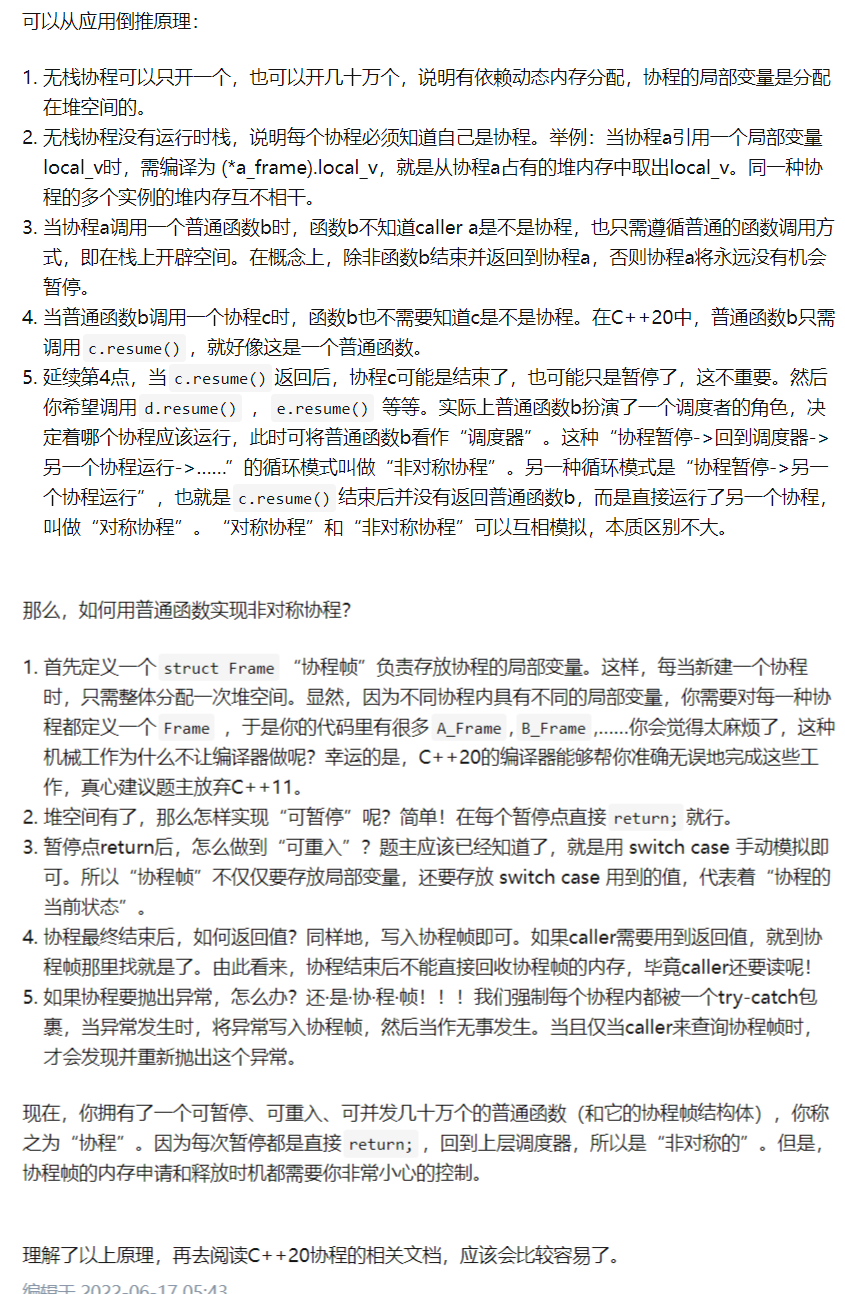 可以从应用倒推原理：
1. 无栈协程可以只开一个，也可以开几十万个，说明有依赖动态内存分配，协程的局部变量是分配
在堆空间的。
2. 无栈协程没有运行时栈，说明每个协程必须知道自己是协程。举例：当协程a引用一个局部变量
local_v时，需编译为 (*a_frame).local_v，就是从协程a占有的堆内存中取出local_v。同一种协
程的多个实例的堆内存互不相干。
3. 当协程a调用一个普通函数b时，函数b不知道caller a是不是协程，也只需遵循普通的函数调用方
式，即在栈上开辟空间。在概念上，除非函数b结束并返回到协程a，否则协程a将永远没有机会
暂停。
4. 当普通函数b调用一个协程c时，函数b也不需要知道c是不是协程。在C++20中，普通函数b只需
调用 c.resume() ，就好像这是一个普通函数。
5. 延续第4点，当 c.resume() 返回后，协程c可能是结束了，也可能只是暂停了，这不重要。然后
你希望调用 d.resume() ， e.resume() 等等。实际上普通函数b扮演了一个调度者的角色，决
定着哪个协程应该运行，此时可将普通函数b看作“调度器”。这种“协程暂停->回到调度器->
另一个协程运行->......”的循环模式叫做“非对称协程”。另一种循环模式是“协程暂停->另一
个协程运行”，也就是 c.resume() 结束后并没有返回普通函数b，而是直接运行了另一个协程，
叫做“对称协程”。“对称协程”和“非对称协程”可以互相模拟，本质区别不大。
那么，如何用普通函数实现非对称协程？
1. 首先定义一个 struct Frame “协程帧”负责存放协程的局部变量。这样，每当新建一个协程
时，只需整体分配一次堆空间。显然，因为不同协程内具有不同的局部变量，你需要对每一种协
程都定义一个 Frame ，于是你的代码里有很多 A_Frame , B_Frame ,......你会觉得太麻烦了，这种
机械工作为什么不让编译器做呢？幸运的是，C++20的编译器能够帮你准确无误地完成这些工
作，真心建议题主放弃C++11。
2. 堆空间有了，那么怎样实现“可暂停”呢？简单！在每个暂停点直接 return; 就行。
3. 暂停点return后，怎么做到“可重入”？题主应该已经知道了，就是用 switch case 手动模拟即
可。所以“协程帧”不仅仅要存放局部变量，还要存放 switch case 用到的值，代表着“协程的
当前状态”。
4. 协程最终结束后，如何返回值？同样地，写入协程帧即可。如果caller需要用到返回值，就到协
程帧那里找就是了。由此看来，协程结束后不能直接回收协程帧的内存，毕竟caller还要读呢！
5. 如果协程要抛出异常，怎么办？还·是·协·程·帧！！！我们强制每个协程内都被一个try-catch包
裹，当异常发生时，将异常写入协程帧，然后当作无事发生。当且仅当caller来查询协程帧时，
才会发现并重新抛出这个异常。
现在，你拥有了一个可暂停、可重入、可并发几十万个的普通函数（和它的协程帧结构体），你称
之为“协程”。因为每次暂停都是直接 return; ，回到上层调度器，所以是“非对称的”。但是，
协程帧的内存申请和释放时机都需要你非常小心的控制。
理解了以上原理，再去阅读C++20协程的相关文档，应该会比较容易了。
编辑于 2022-06-17 05:43